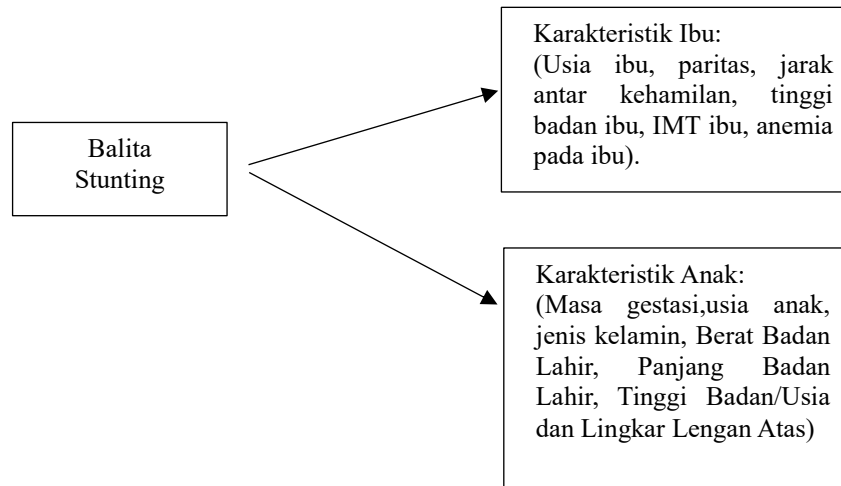 Balita
Stunting
Karakteristik Ibu:
(Usia ibu, paritas, jarak
antar kehamilan, tinggi
badan ibu, IMT ibu, anemia
pada ibu).
Karakteristik Anak:
(Masa gestasi,usia anak,
jenis kelamin, Berat Badan
Lahir, Panjang Badan
Lahir, Tinggi Badan/Usia
dan Lingkar Lengan Atas)